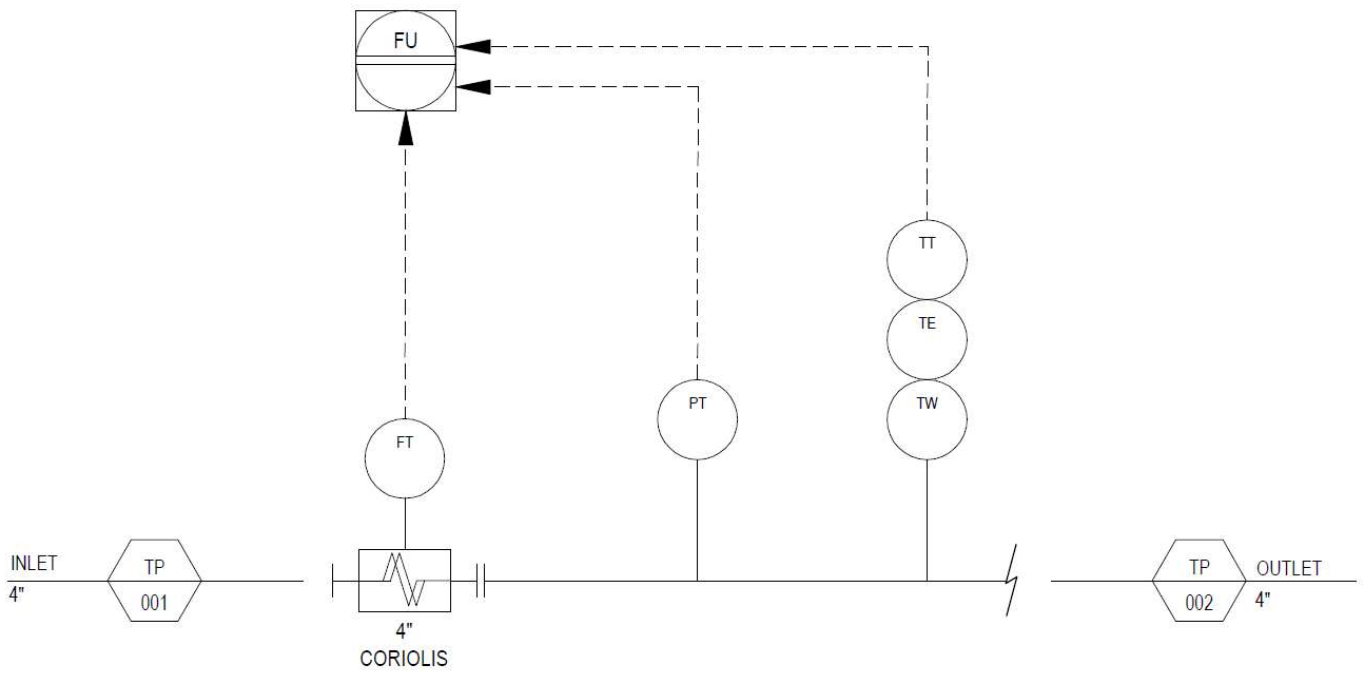 FU
TT
TE
TW
PT
FT
INLET
4"
TP
001
4"
CORIOLIS
TP
002
OUTLET
4"